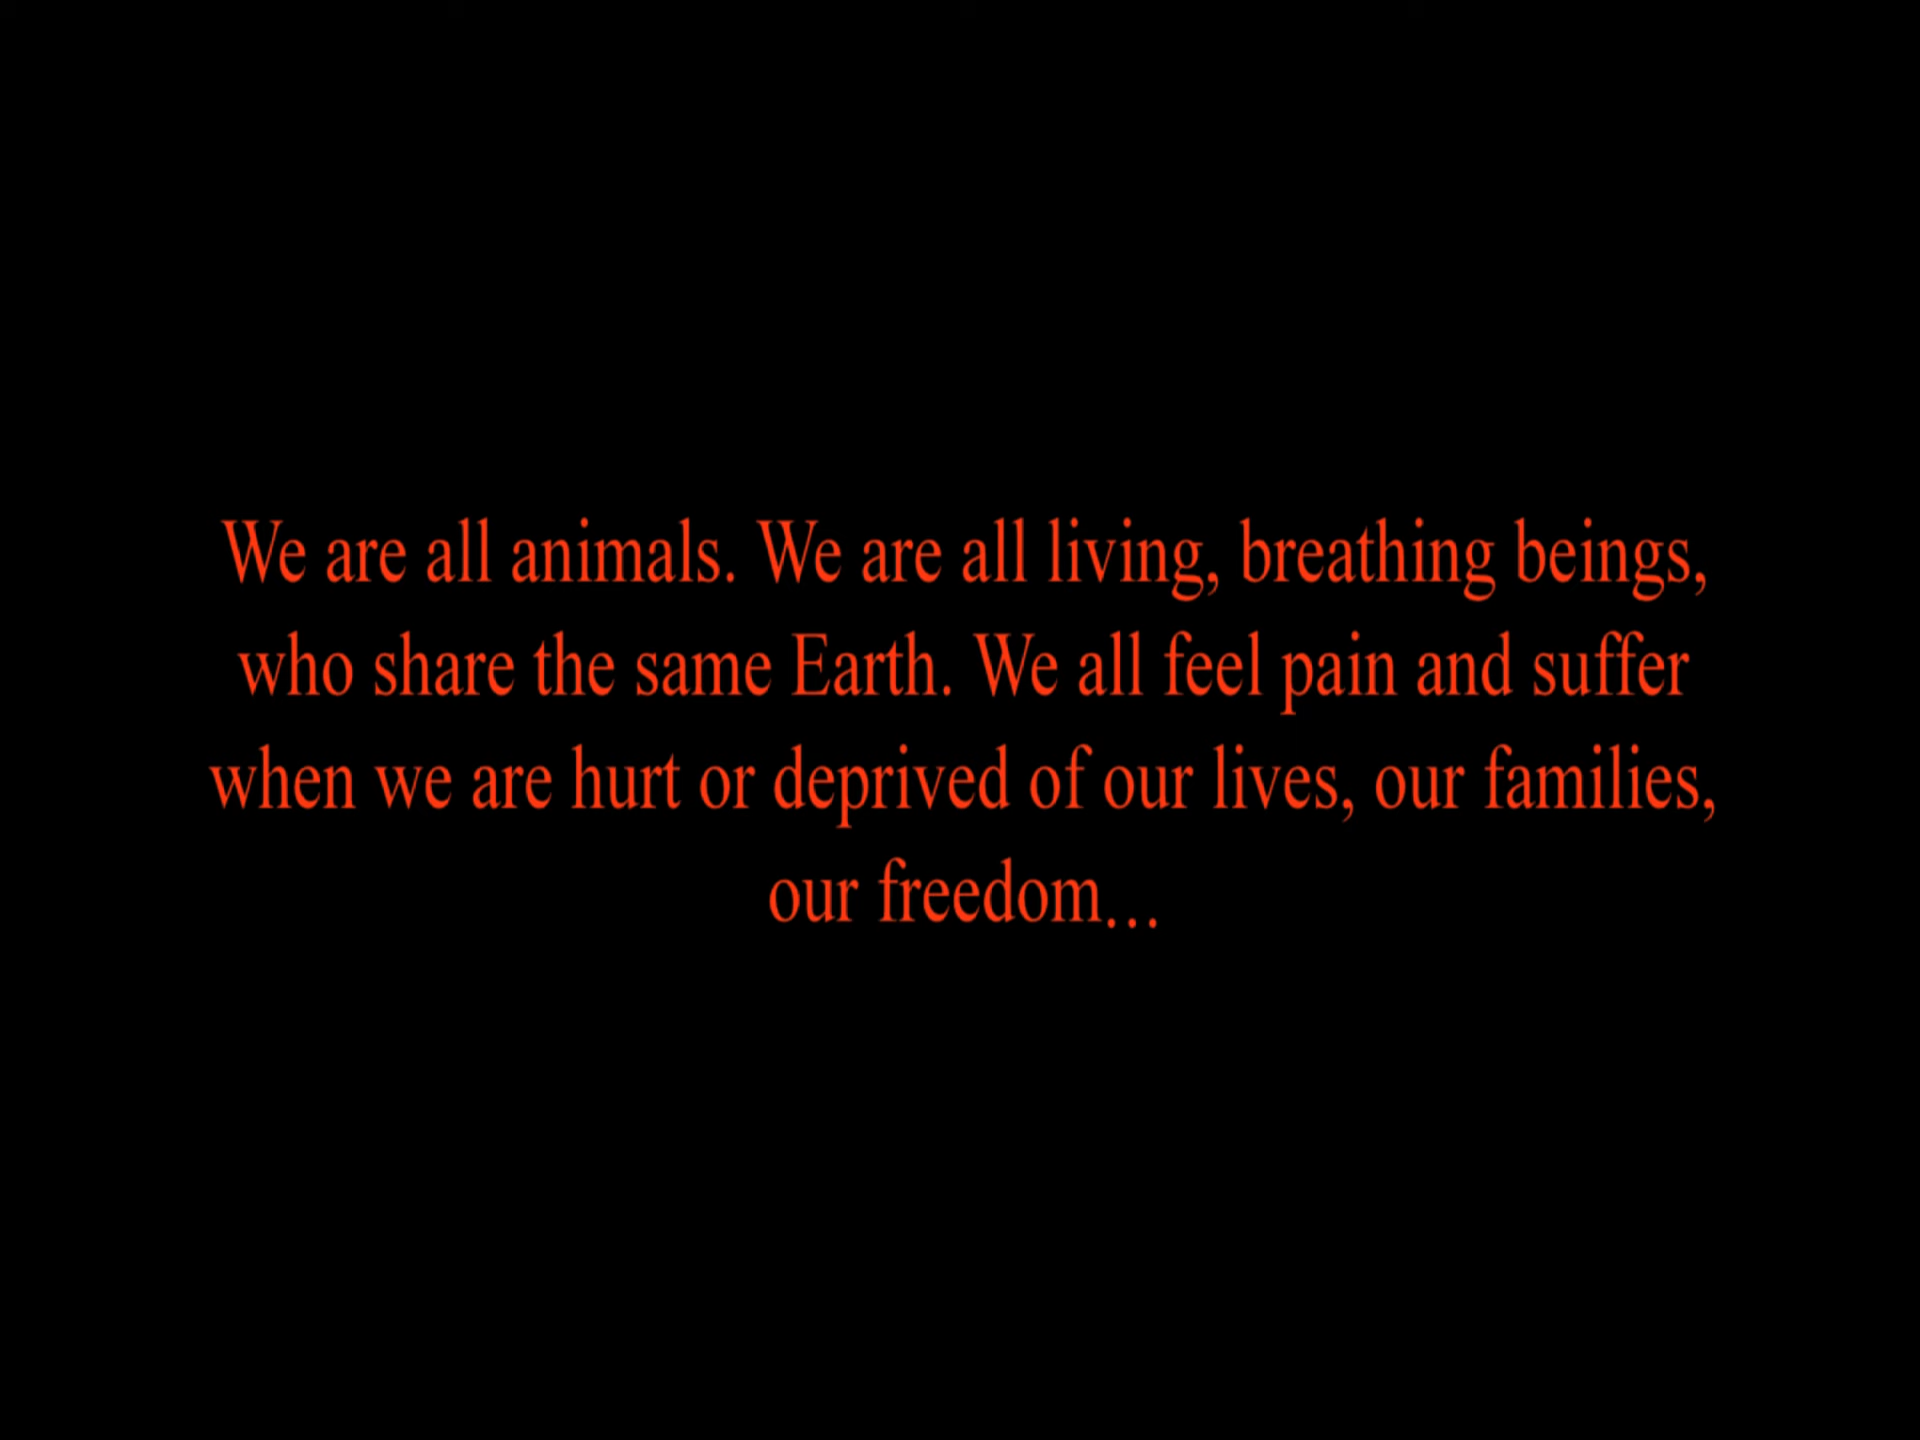 We are all animals. We are all living, breathing beings,
who share the same Earth. We all feel pain and suffer
when we are hurt or deprived of our lives, our families,
our freedom…